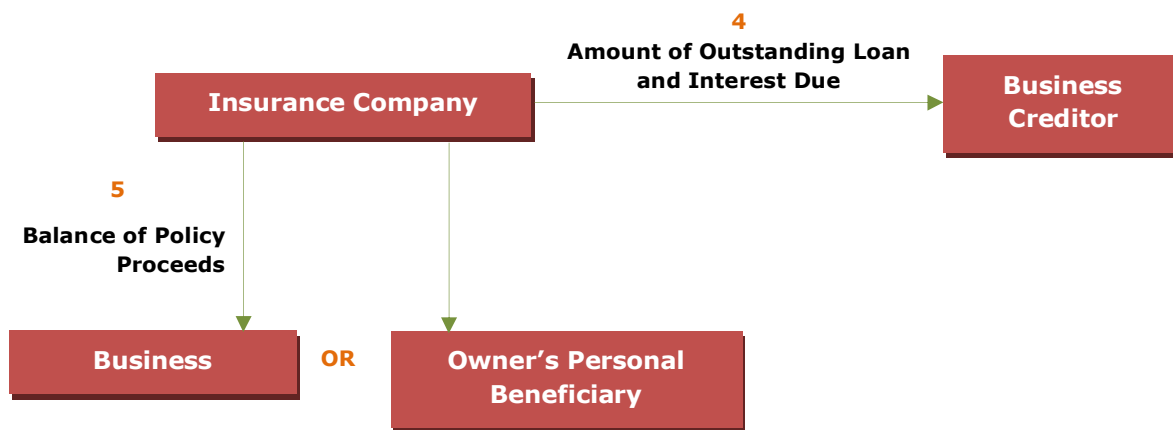 4
Amount of Outstanding Loan
and Interest Due
Insurance Company
Business
Creditor
5
Balance of Policy
Proceeds
Business
OR
Owner’s Personal
Beneficiary